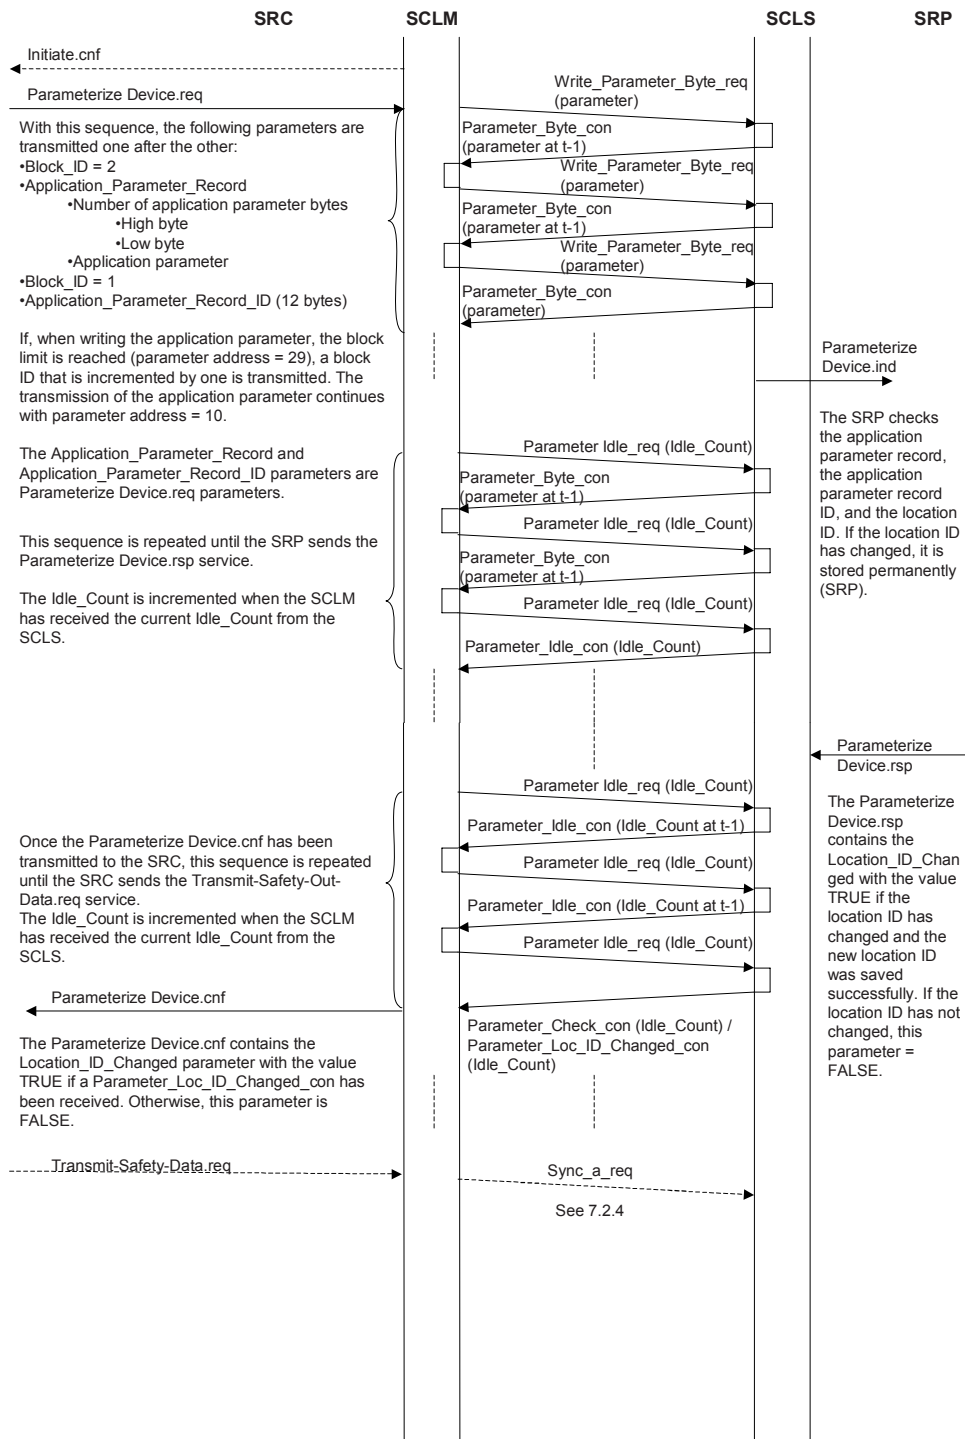 SRC
SCLM
SCLS
SRP
Initiate.cnf
Parameterize Device.req
Write_Parameter_Byte_req
(parameter)
With this sequence, the following parameters are
transmitted one after the other:
•Block_ID = 2
•Application_Parameter_Record
•Number of application parameter bytes
•High byte
•Low byte
•Application parameter
•Block_ID = 1
•Application_Parameter_Record_ID (12 bytes)
Parameter_Byte_con
(parameter at t-1)
Write_Parameter_Byte_req
(parameter)
Parameter_Byte_con
(parameter at t-1)
Write_Parameter_Byte_req
(parameter)
Parameter_Byte_con
(parameter)
If, when writing the application parameter, the block
limit is reached (parameter address = 29), a block
ID that is incremented by one is transmitted. The
transmission of the application parameter continues
with parameter address = 10.
Parameterize
Device.ind
The SRP checks
the application
parameter record,
the application
parameter record
ID, and the location
ID. If the location ID
has changed, it is
stored permanently
(SRP).
The Application_Parameter_Record and
Application_Parameter_Record_ID parameters are
Parameterize Device.req parameters.
This sequence is repeated until the SRP sends the
Parameterize Device.rsp service.
The Idle_Count is incremented when the SCLM
has received the current Idle_Count from the
SCLS.
Parameter Idle_req (Idle_Count)
Parameter_Byte_con
(parameter at t-1)
Parameter Idle_req (Idle_Count)
Parameter_Byte_con
(parameter at t-1)
Parameter Idle_req (Idle_Count)
Parameter_Idle_con (Idle_Count)
Parameterize
Device.rsp
Parameter Idle_req (Idle_Count)
Parameter_Idle_con (Idle_Count at t-1)
Parameter Idle_req (Idle_Count)
Parameter_Idle_con (Idle_Count at t-1)
Parameter Idle_req (Idle_Count)
The Parameterize
Device.rsp
contains the
Location_ID_Chan
ged with the value
TRUE if the
location ID has
changed and the
new location ID
was saved
successfully. If the
location ID has not
changed, this
parameter =
FALSE.
Once the Parameterize Device.cnf has been
transmitted to the SRC, this sequence is repeated
until the SRC sends the Transmit-Safety-Out-
Data.req service.
The Idle_Count is incremented when the SCLM
has received the current Idle_Count from the
SCLS.
Parameterize Device.cnf
Parameter_Check_con (Idle_Count) /
Parameter_Loc_ID_Changed_con
(Idle_Count)
The Parameterize Device.cnf contains the
Location_ID_Changed parameter with the value
TRUE if a Parameter_Loc_ID_Changed_con has
been received. Otherwise, this parameter is
FALSE.
Transmit-Safety-Data.req
Sync_a_req
See 7.2.4